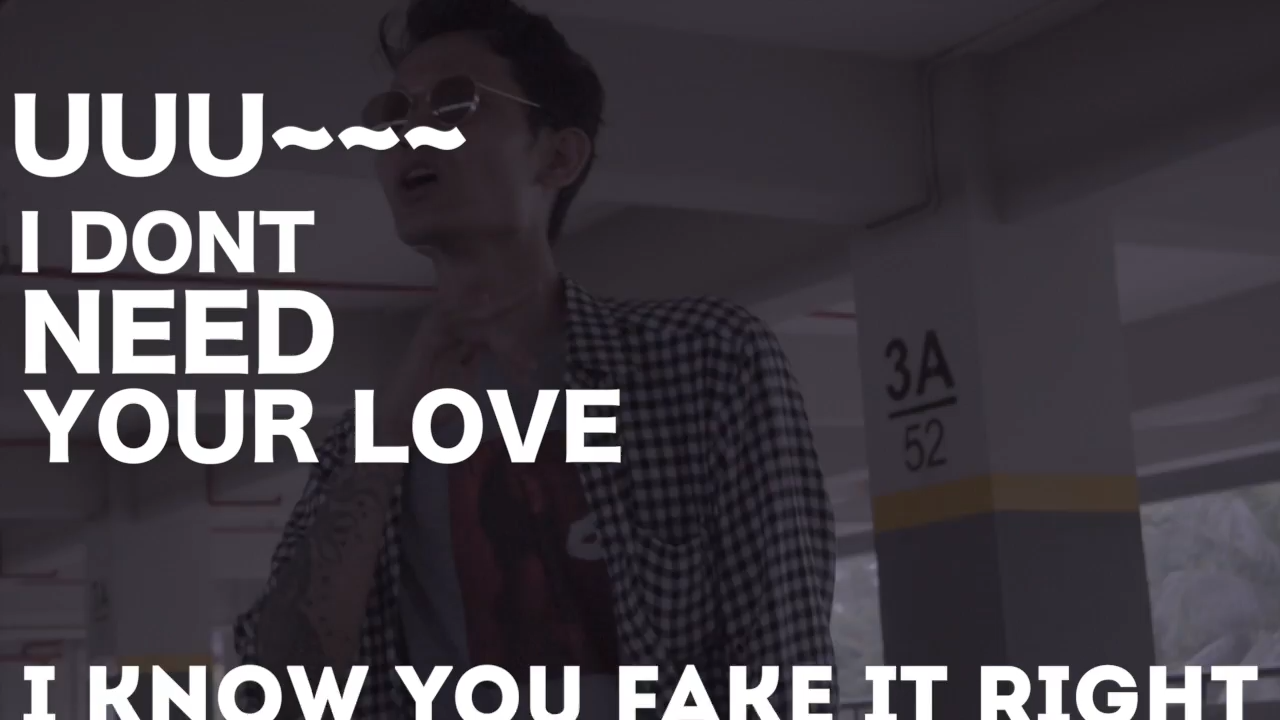 UUU~~~
I DONT
NEED
YOUR LOVE
3A
52
I KNOW YOU FAKE IT RIGHT